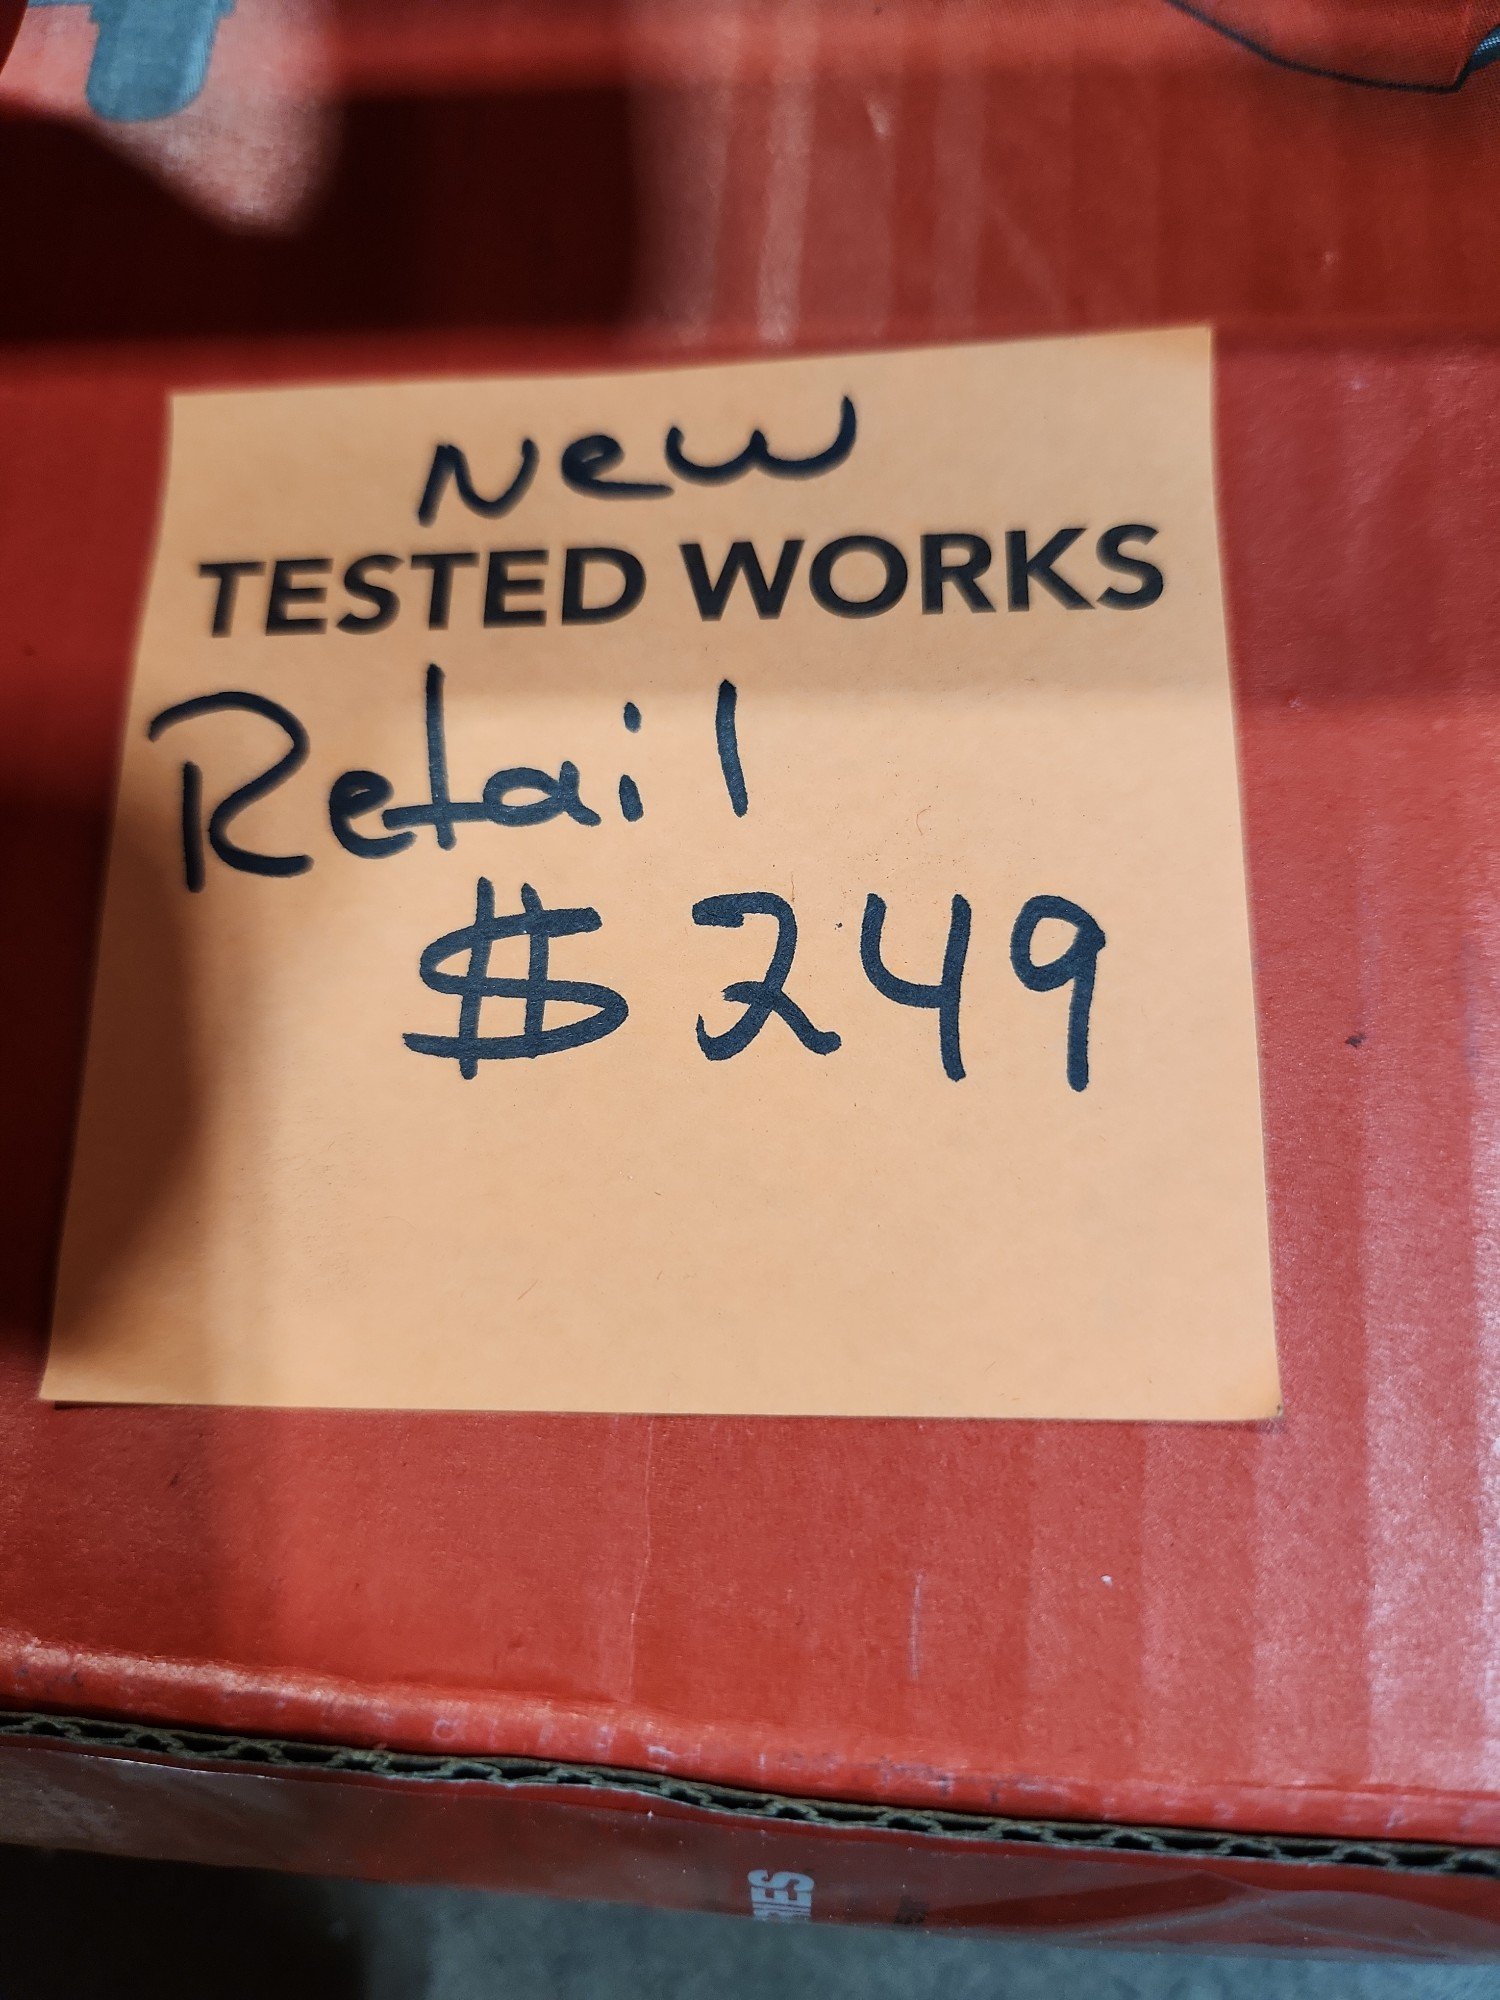 New
TESTED WORKS
Retail
$249